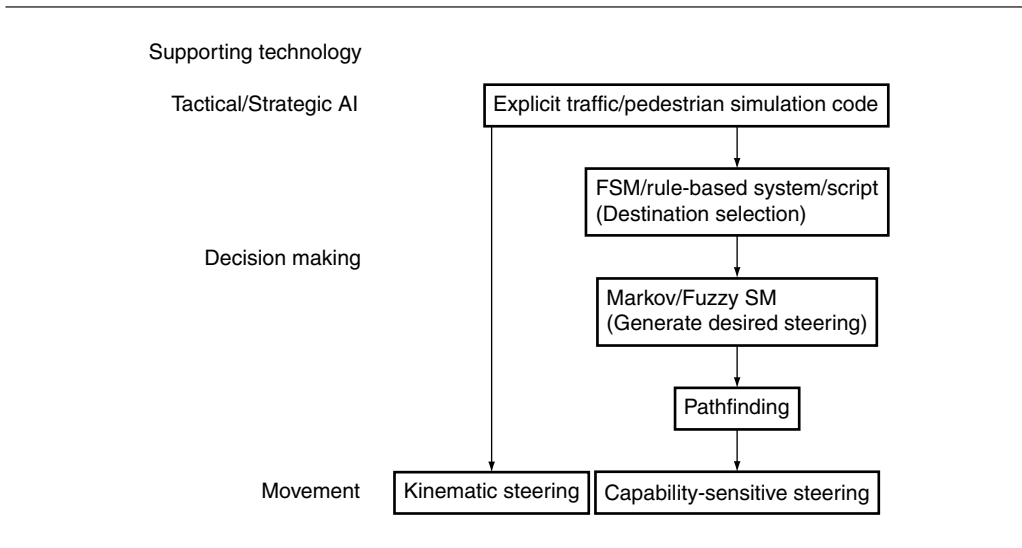 Supporting technology
Tactical/Strategic AI
Explicit traffic/pedestrian simulation code
FSM/rule-based system/script
(Destination selection)
Decision making
Markov/Fuzzy SM
(Generate desired steering)
Pathfinding
Movement
Kinematic steering
Capability-sensitive steering